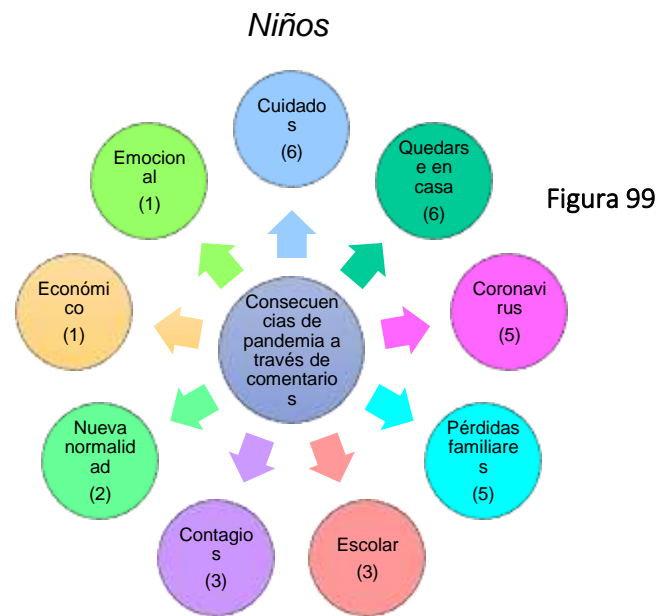 Niños
Cuidado
s
(6)
Quedars
e en
casa
(6)
Figura 99
Coronavi
rus
(5)
Pérdidas
familiare
s
(5)
Escolar
(3)
Contagio
s
(3)
Nueva
normalid
ad
(2)
Económi
co
(1)
Emocion
al
(1)
Consecuen
cias de
pandemia a
través de
comentario
s